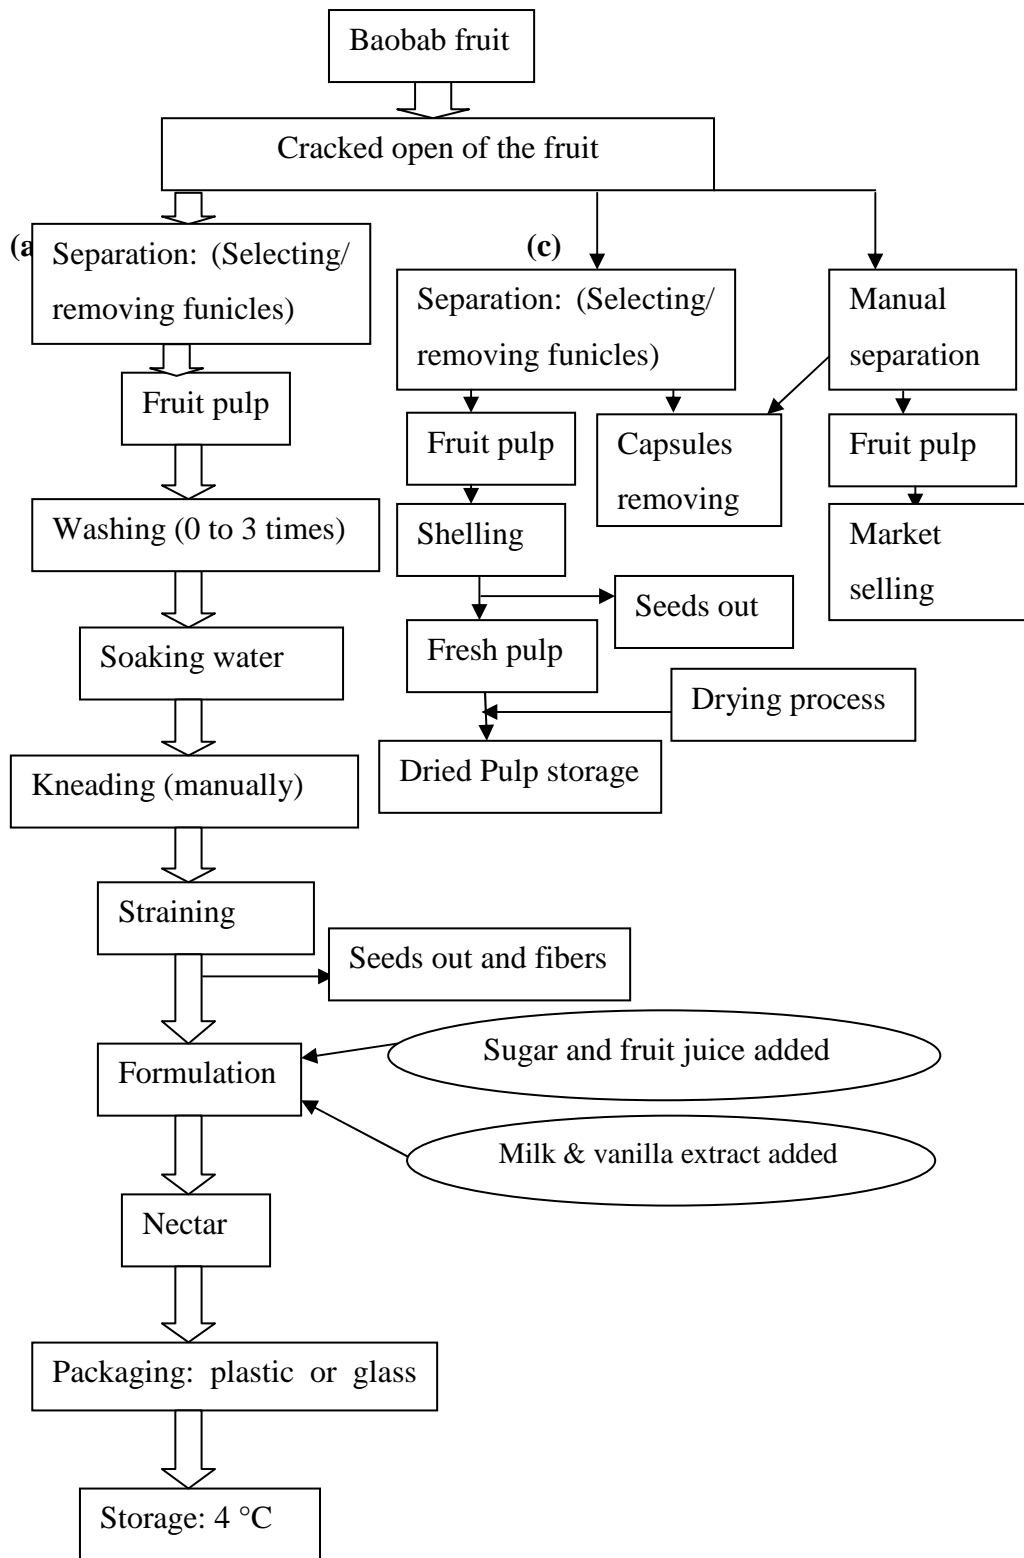 Baobab fruit
Cracked open of the fruit
(a
Separation: (Selecting/
removing funicles)
Fruit pulp
Washing (0 to 3 times)
Soaking water
Kneading (manually)
Straining
Seeds out and fibers
Formulation
Sugar and fruit juice added
Milk & vanilla extract added
Nectar
Packaging: plastic or glass
Storage: 4 °C
(c)
Separation: (Selecting/
removing funicles)
Fruit pulp
Capsules
removing
Shelling
Seeds out
Fresh pulp
Drying process
Dried Pulp storage
Manual
separation
Fruit pulp
Market
selling